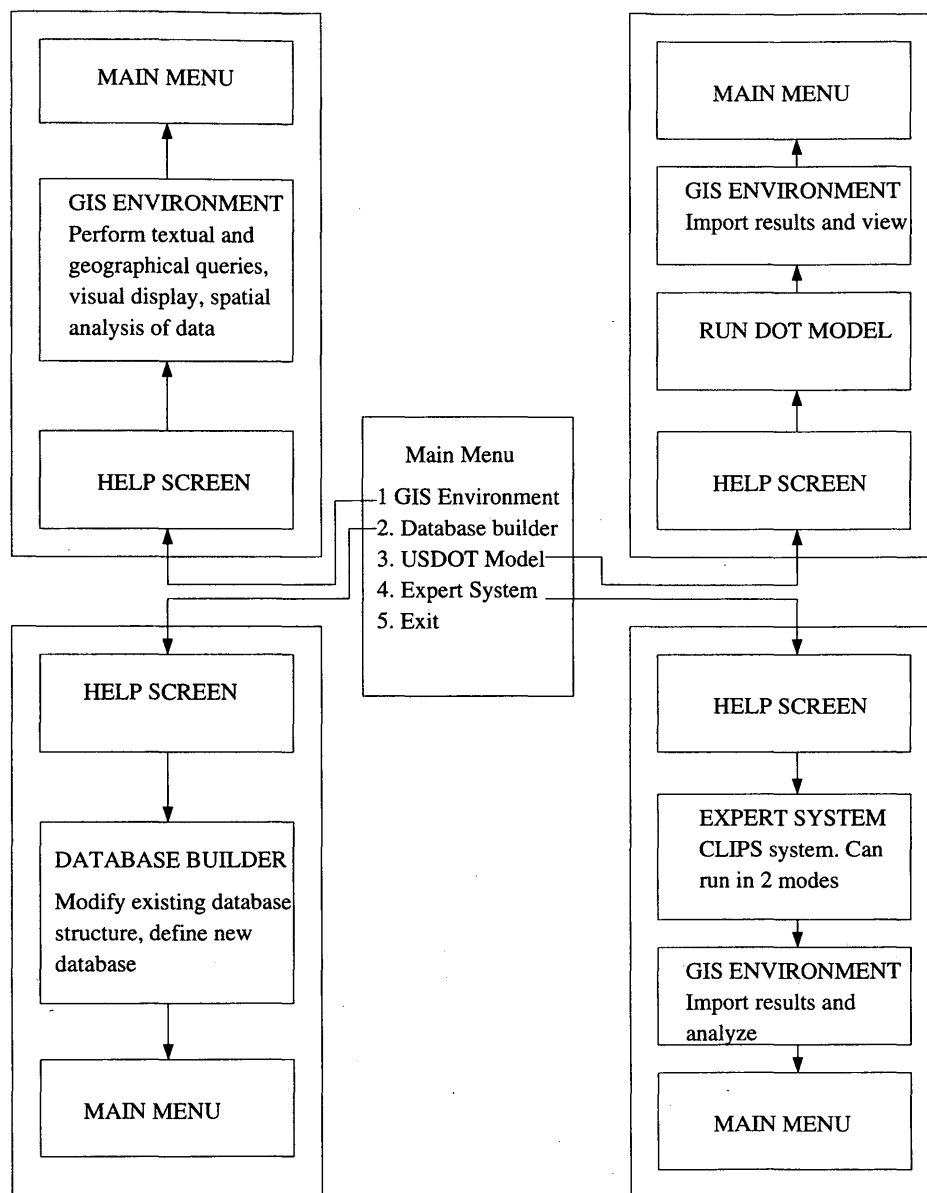 MAIN MENU
GIS ENVIRONMENT
Perform textual and
geographical queries,
visual display, spatial
analysis of data
HELP SCREEN
MAIN MENU
GIS ENVIRONMENT
Import results and view
RUN DOT MODEL
HELP SCREEN
Main Menu
1 GIS Environment
2. Database builder
3. USDOT Model
4. Expert System
5. Exit
HELP SCREEN
DATABASE BUILDER
Modify existing database
structure, define new
database
MAIN MENU
HELP SCREEN
EXPERT SYSTEM
CLIPS system. Can
run in 2 modes
GIS ENVIRONMENT
Import results and
analyze
MAIN MENU